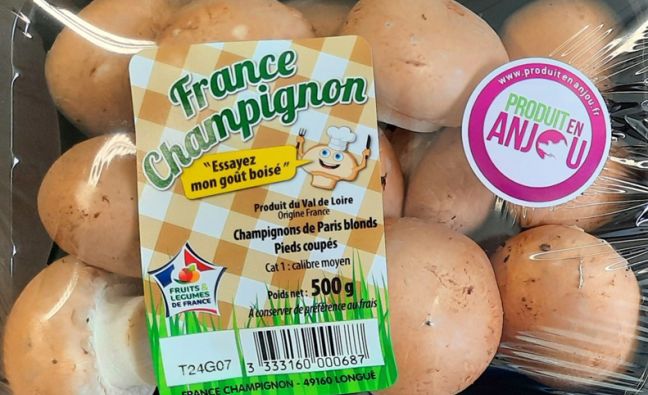 France
Champignon
"Essayez
mon goût boisé"
Produit du Val de Loire
Origine France
Champignons de Paris blonds
Pieds coupés
Cat 1 : calibre moyen
Poids net : 500 g
A conserver de préférence au frais
FRUITS &
LEGUMES
DE FRANCE
T24G07
3 333160 000687
FRANCE CHAMPIGNON - 49160 LONGUÉ
www.produitenanjou.fr
PRODUIT EN
ANJOU